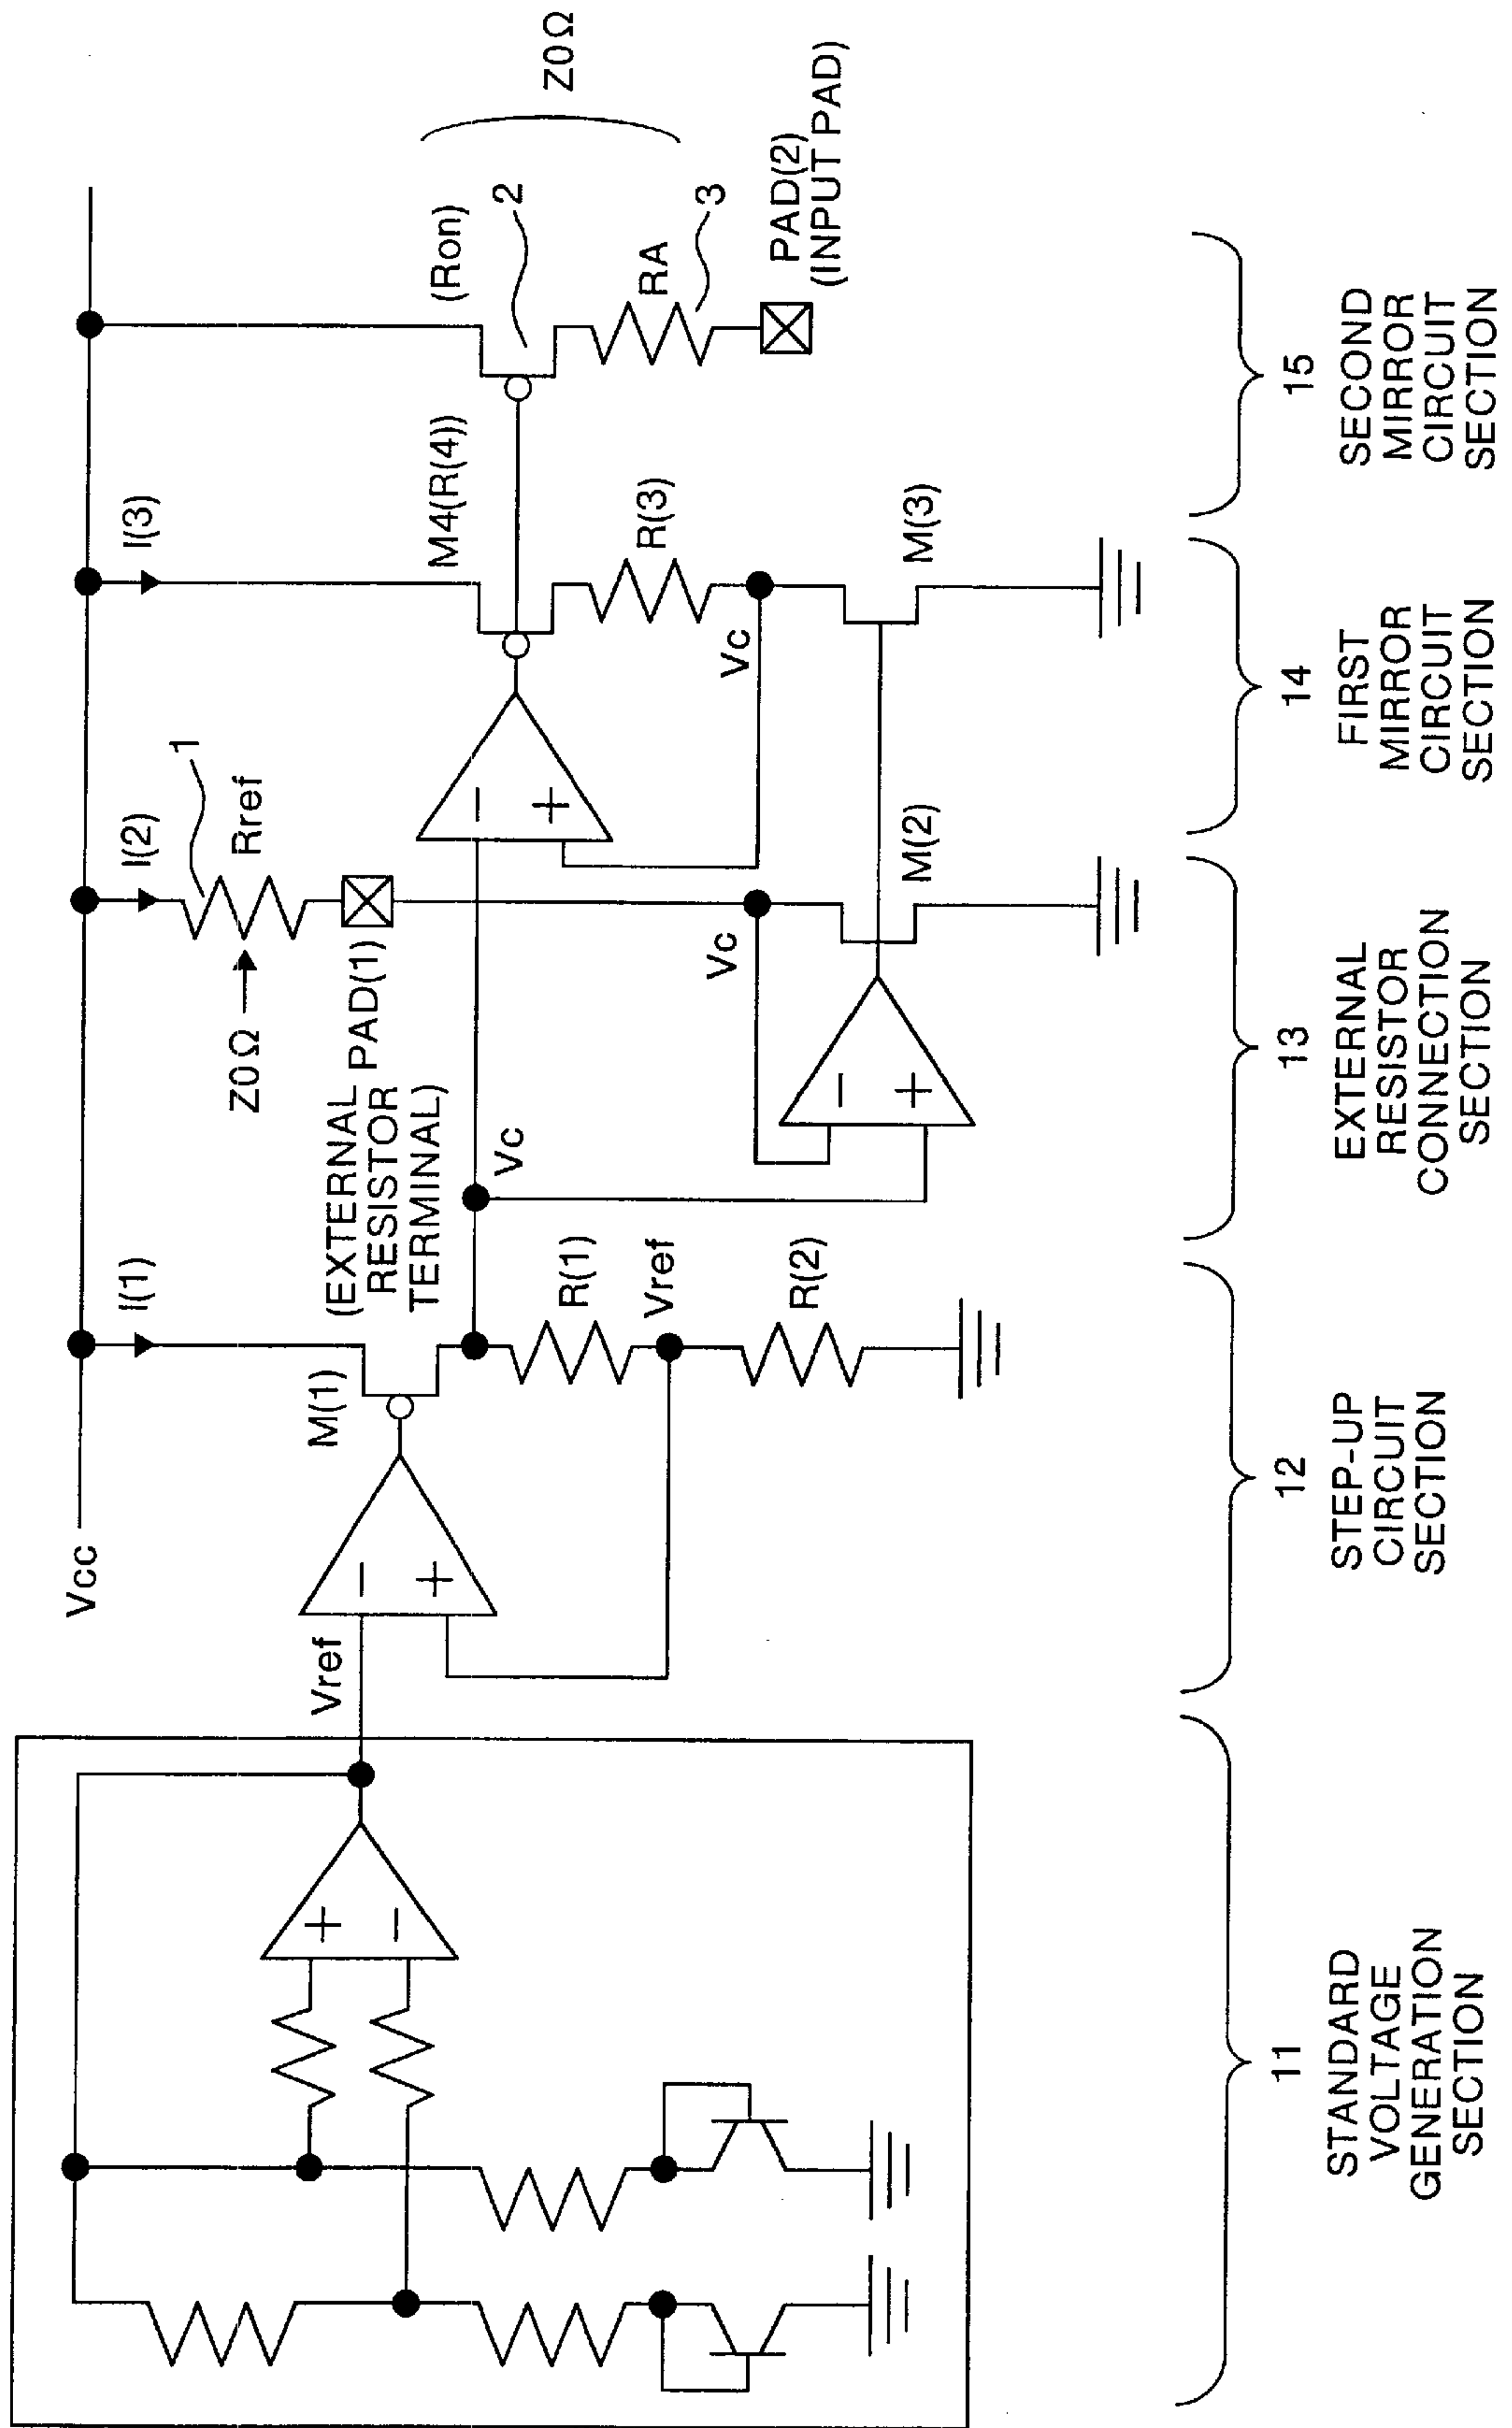 Vcc
Vref
M(1)
I(1)
R(1)
Vref
R(2)
(EXTERNAL PAD(1)
RESISTOR
TERMINAL)
Vc
Z0Ω
I(2)
1
Rref
Vc
M(2)
I(3)
M4(R(4))
R(3)
Vc
M(3)
(Ron)
2
RA
3
PAD(2)
(INPUT PAD)
Z0Ω
+
−
−
+
−
+
−
+
11
STANDARD
VOLTAGE
GENERATION
SECTION
12
STEP-UP
CIRCUIT
SECTION
13
EXTERNAL
RESISTOR
CONNECTION
SECTION
14
FIRST
MIRROR
CIRCUIT
SECTION
15
SECOND
MIRROR
CIRCUIT
SECTION